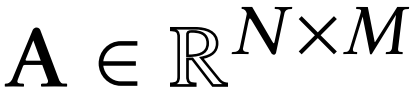 𝐀 ∈ ℝ^{N×M}